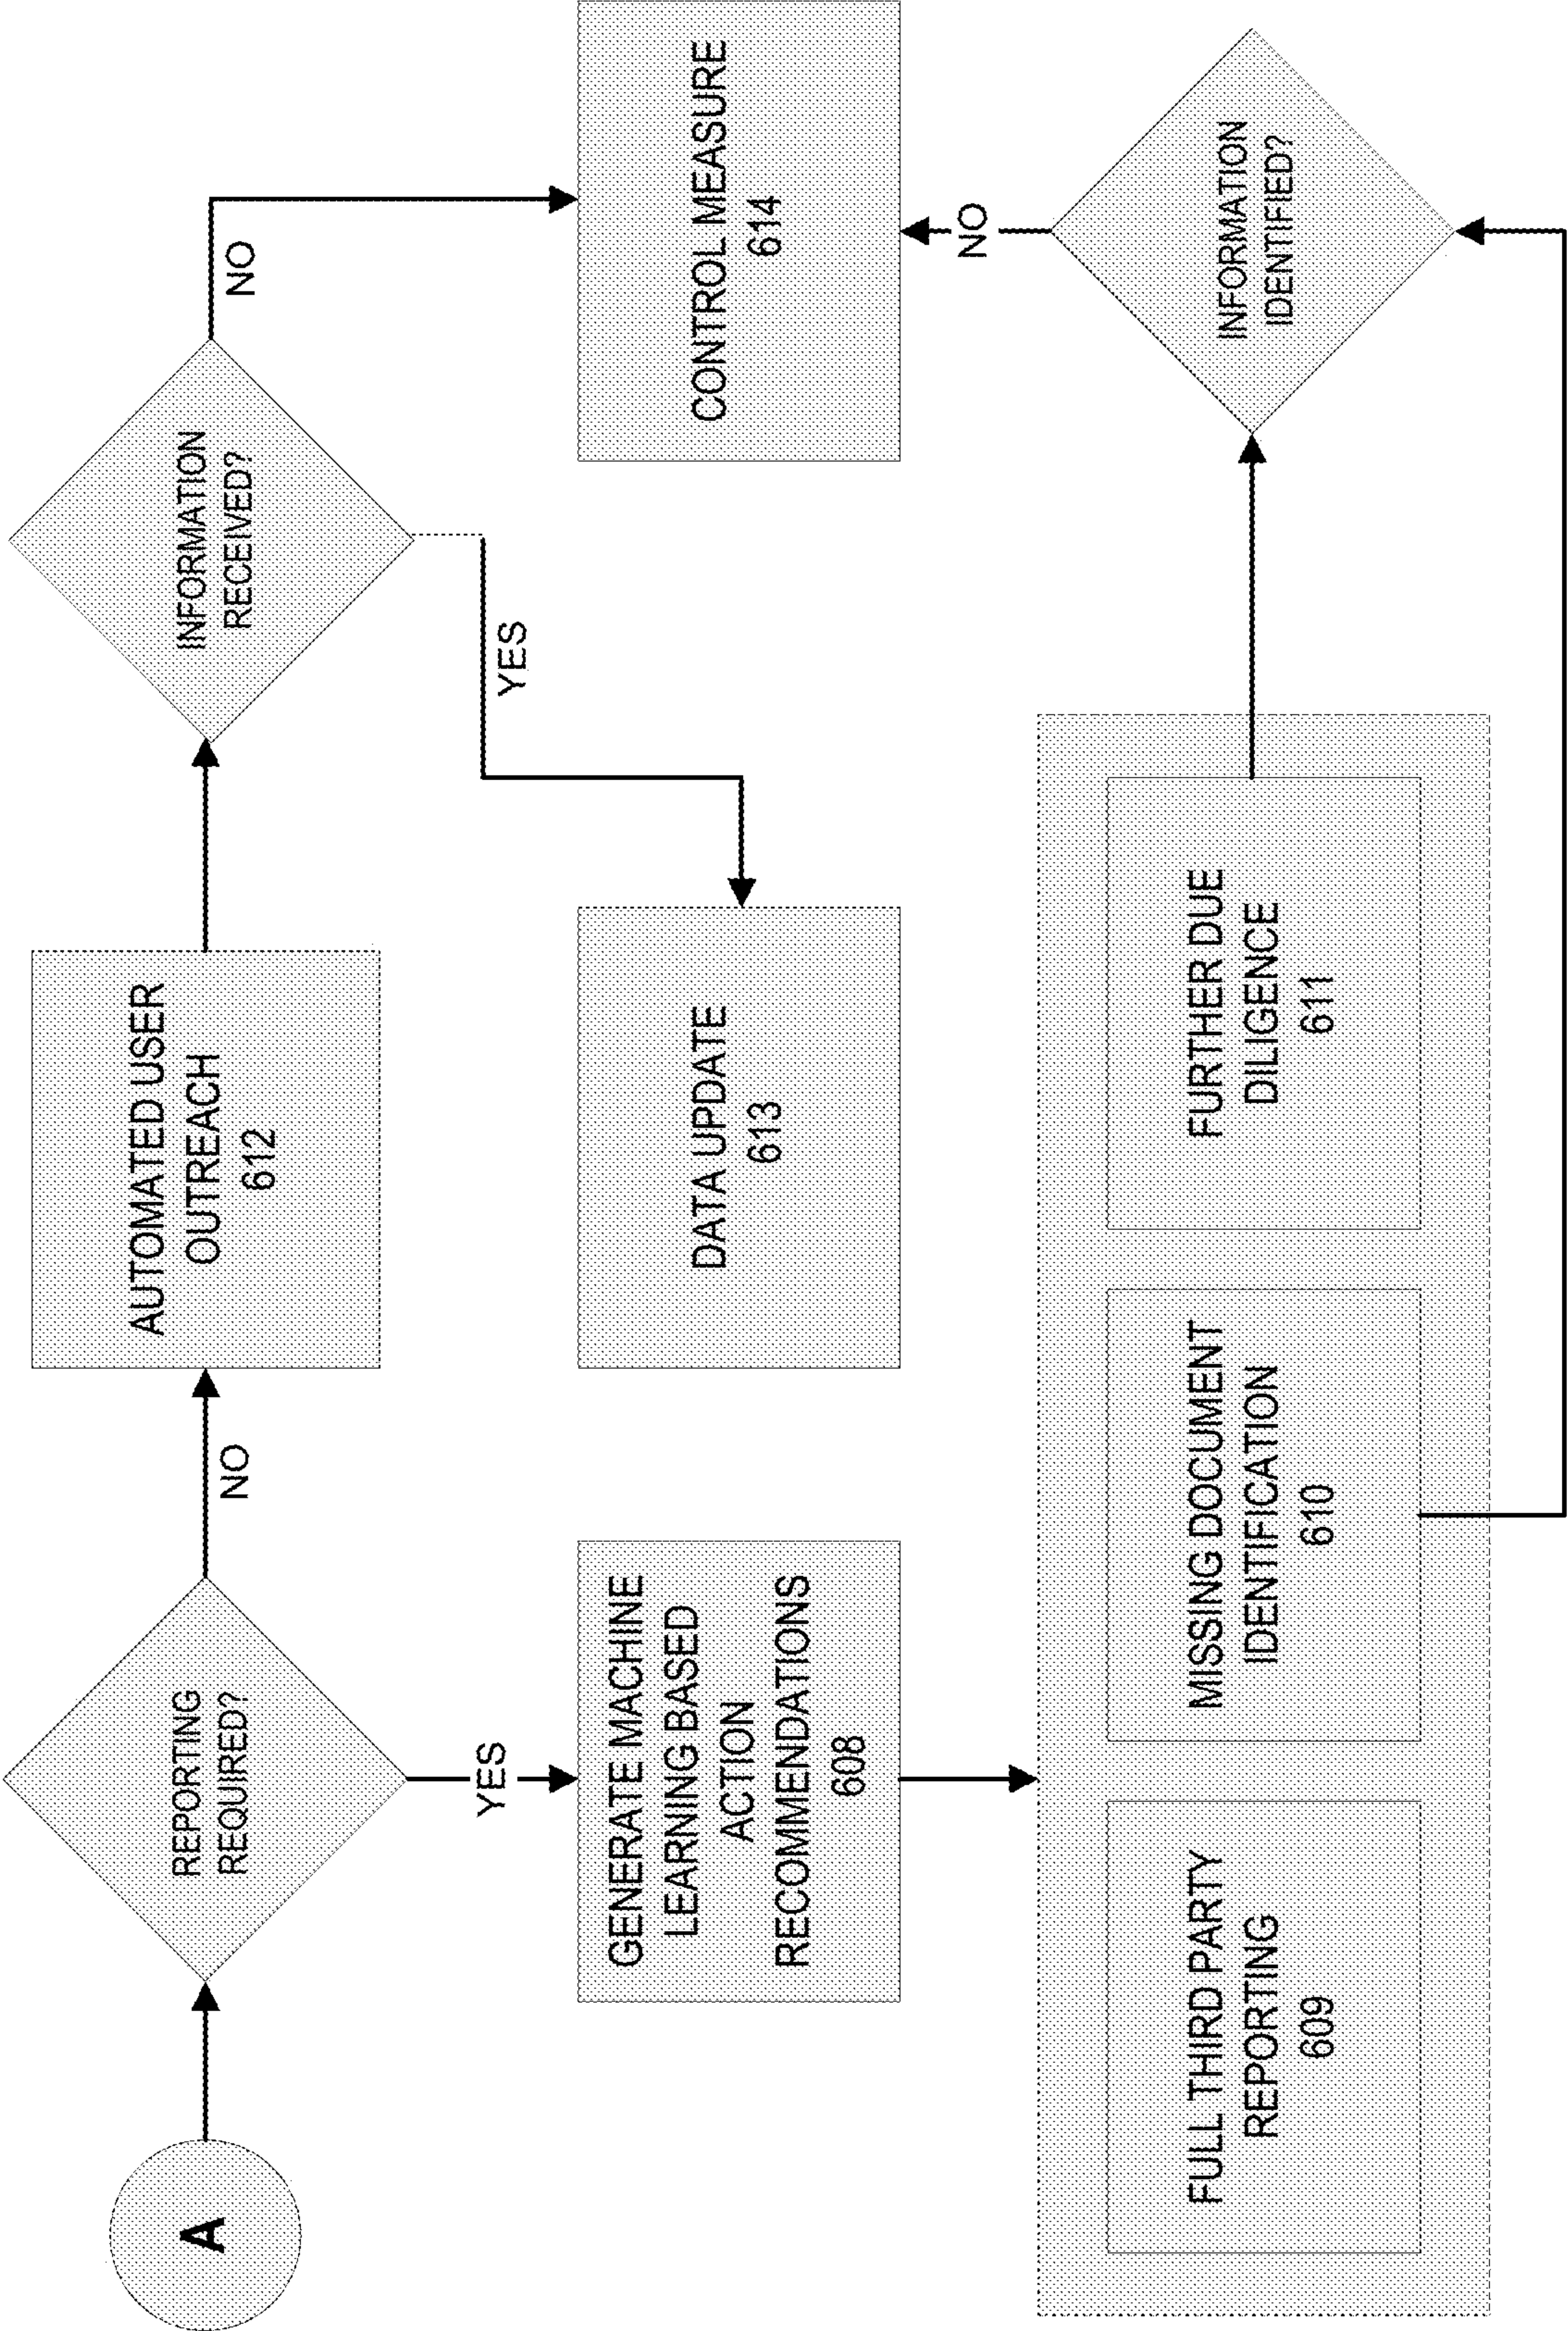 A
REPORTING
REQUIRED?
NO
AUTOMATED USER
OUTREACH
612
INFORMATION
RECEIVED?
NO
YES
YES
GENERATE MACHINE
LEARNING BASED
ACTION
RECOMMENDATIONS
608
DATA UPDATE
613
CONTROL MEASURE
614
NO
FULL THIRD PARTY
REPORTING
609
MISSING DOCUMENT
IDENTIFICATION
610
FURTHER DUE
DILIGENCE
611
INFORMATION
IDENTIFIED?